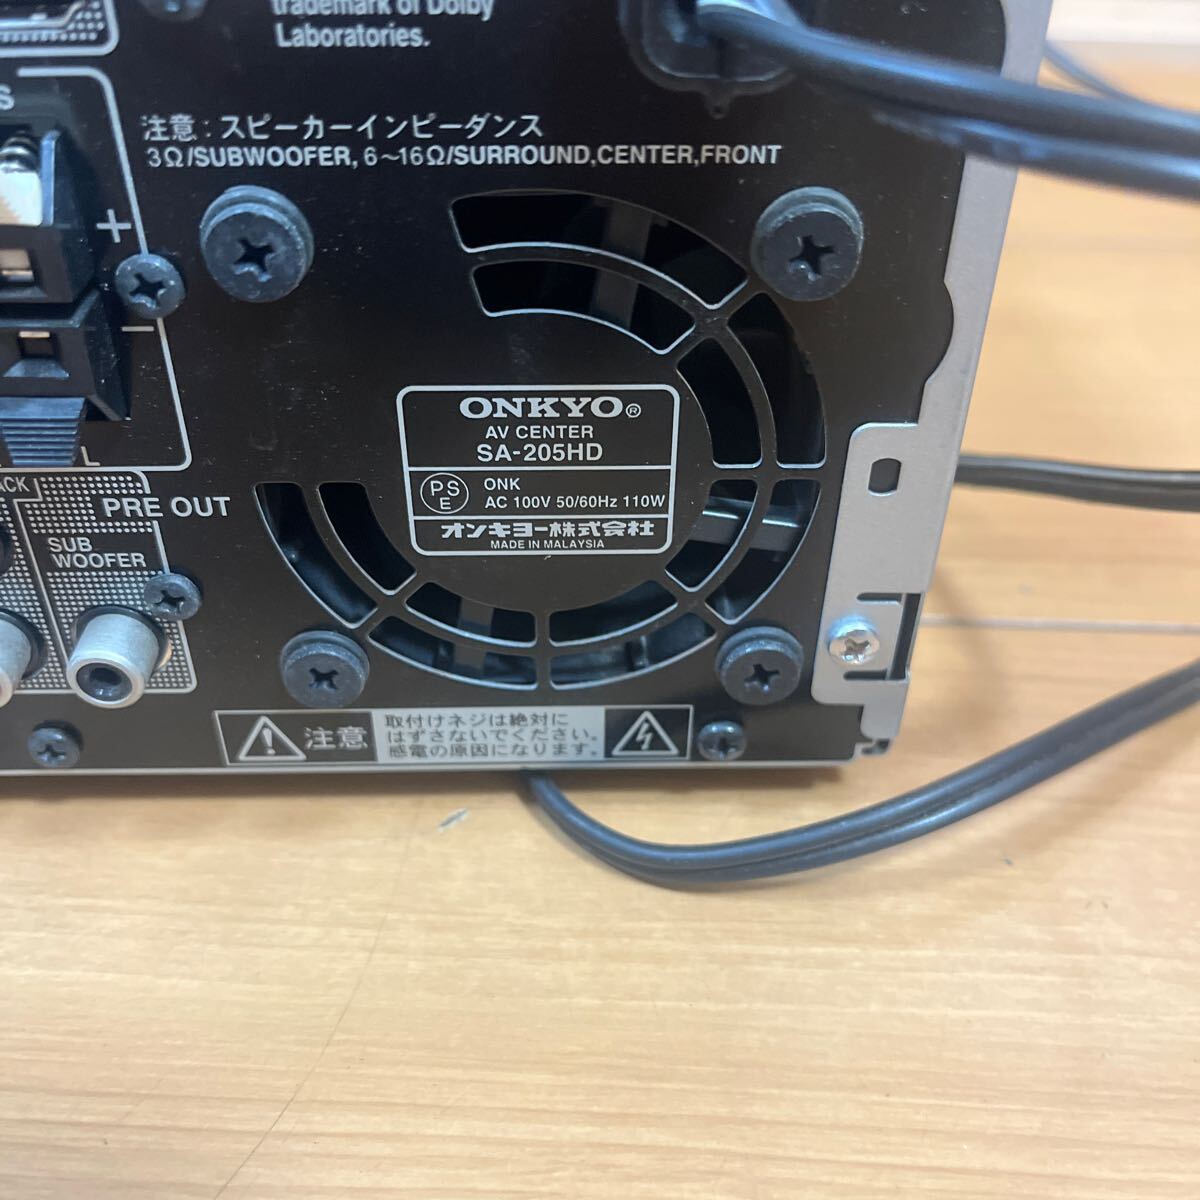 trademark of Dolby
Laboratories.
S
注意：スピーカーインピーダンス
3Ω/SUBWOOFER, 6～16Ω/SURROUND,CENTER,FRONT
+
−
L
ONKYO®
AV CENTER
SA-205HD
PS
E
ONK
AC 100V 50/60Hz 110W
オンキヨー株式会社
MADE IN MALAYSIA
ACK
PRE OUT
SUB
WOOFER
注意
取付けネジは絶対に
はずさないでください。
感電の原因になります。